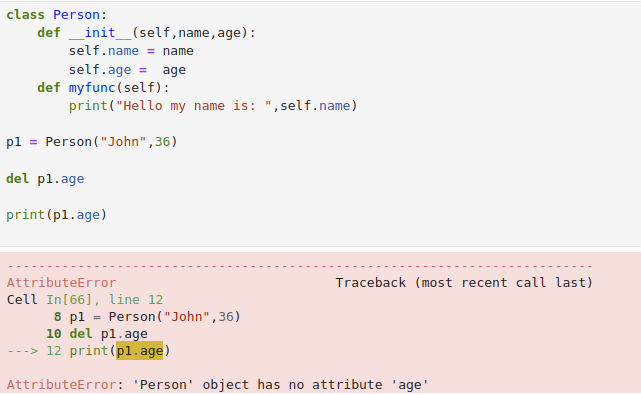 class Person:
    def __init__(self,name,age):
        self.name = name
        self.age =  age
    def myfunc(self):
        print("Hello my name is: ",self.name)
p1 = Person("John",36)
del p1.age
print(p1.age)
---------------------------------------------------------------------------
AttributeError                            Traceback (most recent call last)
Cell In[66], line 12
      8 p1 = Person("John",36)
     10 del p1.age
---> 12 print(p1.age)
AttributeError: 'Person' object has no attribute 'age'